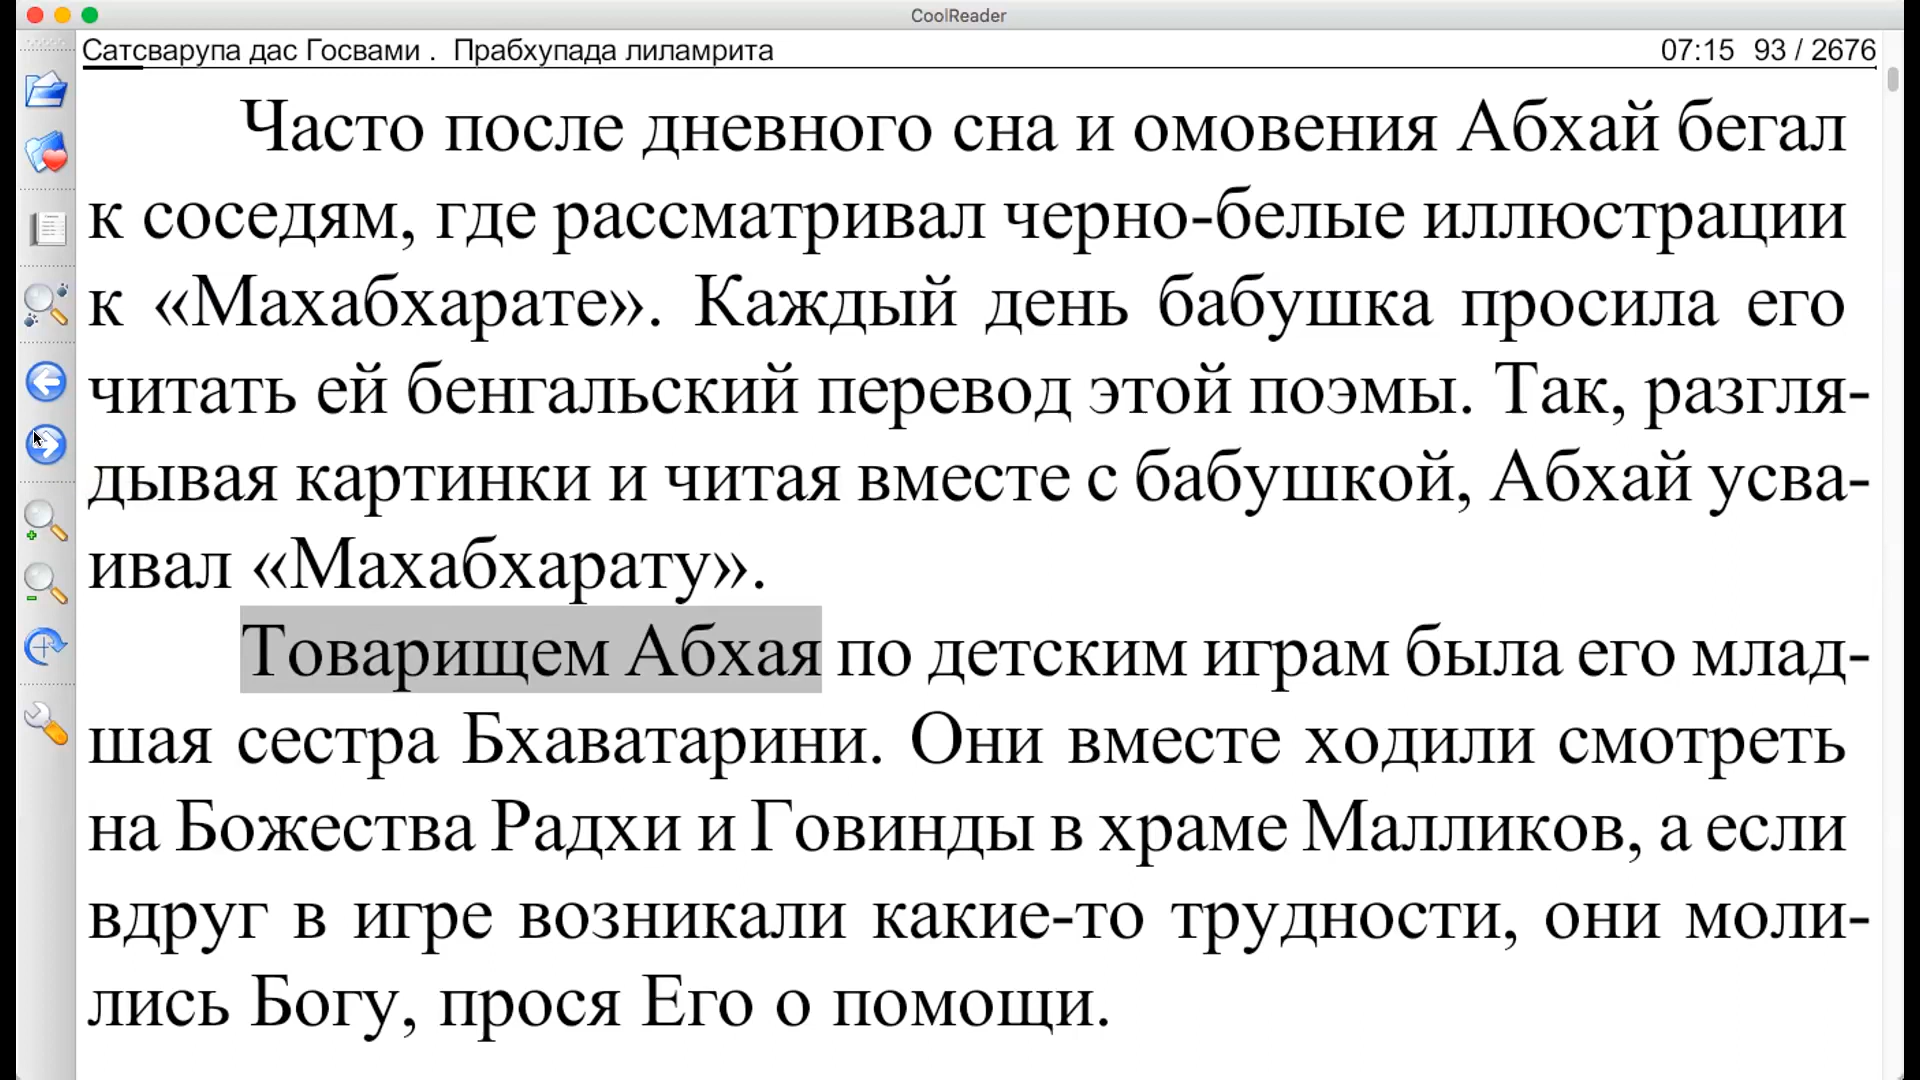 CoolReader
Сатсварупа дас Госвами .  Прабхупада лиламрита 07:15 93 / 2676
Часто после дневного сна и омовения Абхай бегал
к соседям, где рассматривал черно-белые иллюстрации
к «Махабхарате». Каждый день бабушка просила его
читать ей бенгальский перевод этой поэмы. Так, разгля-
дывая картинки и читая вместе с бабушкой, Абхай усва-
ивал «Махабхарату».
Товарищем Абхая по детским играм была его млад-
шая сестра Бхаватарини. Они вместе ходили смотреть
на Божества Радхи и Говинды в храме Малликов, а если
вдруг в игре возникали какие-то трудности, они моли-
лись Богу, прося Его о помощи.